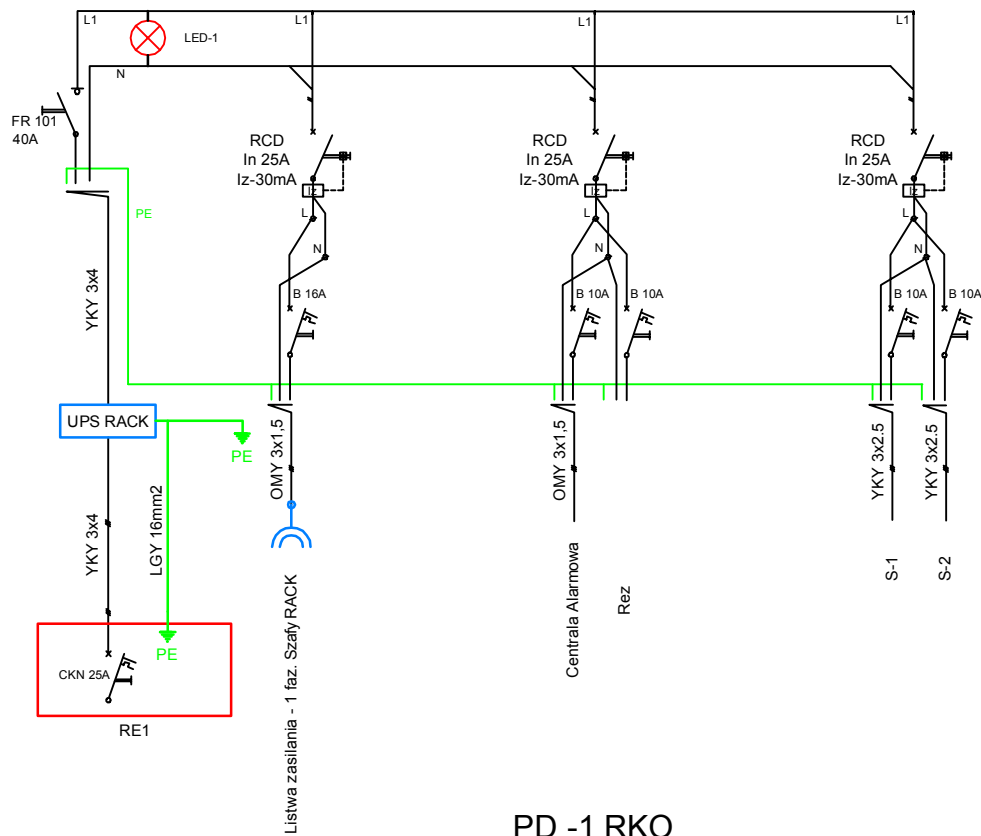 L1
LED-1
L1
L1
L1
N
FR 101
40A
RCD
In 25A
Iz-30mA
RCD
In 25A
Iz-30mA
RCD
In 25A
Iz-30mA
Iz
Iz
Iz
PE
L
L
L
N
N
N
YKY 3x4
B 16A
B 10A
B 10A
B 10A
B 10A
UPS RACK
PE
OMY 3x1,5
OMY 3x1,5
YKY 3x2.5
YKY 3x2.5
YKY 3x4
LGY 16mm2
Listwa zasilania - 1 faz. Szafy RACK
Centrala Alarmowa
Rez
S-1
S-2
PE
CKN 25A
RE1
PD -1 RKO